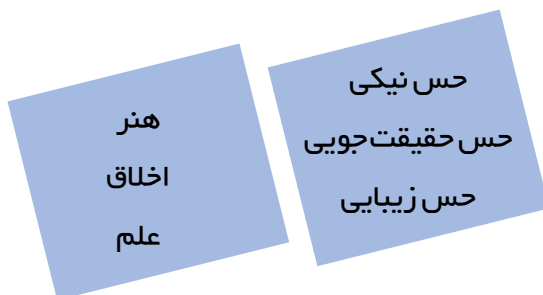 حس نیکی
حس حقیقت‌جویی
حس زیبایی
هنر
اخلاق
علم